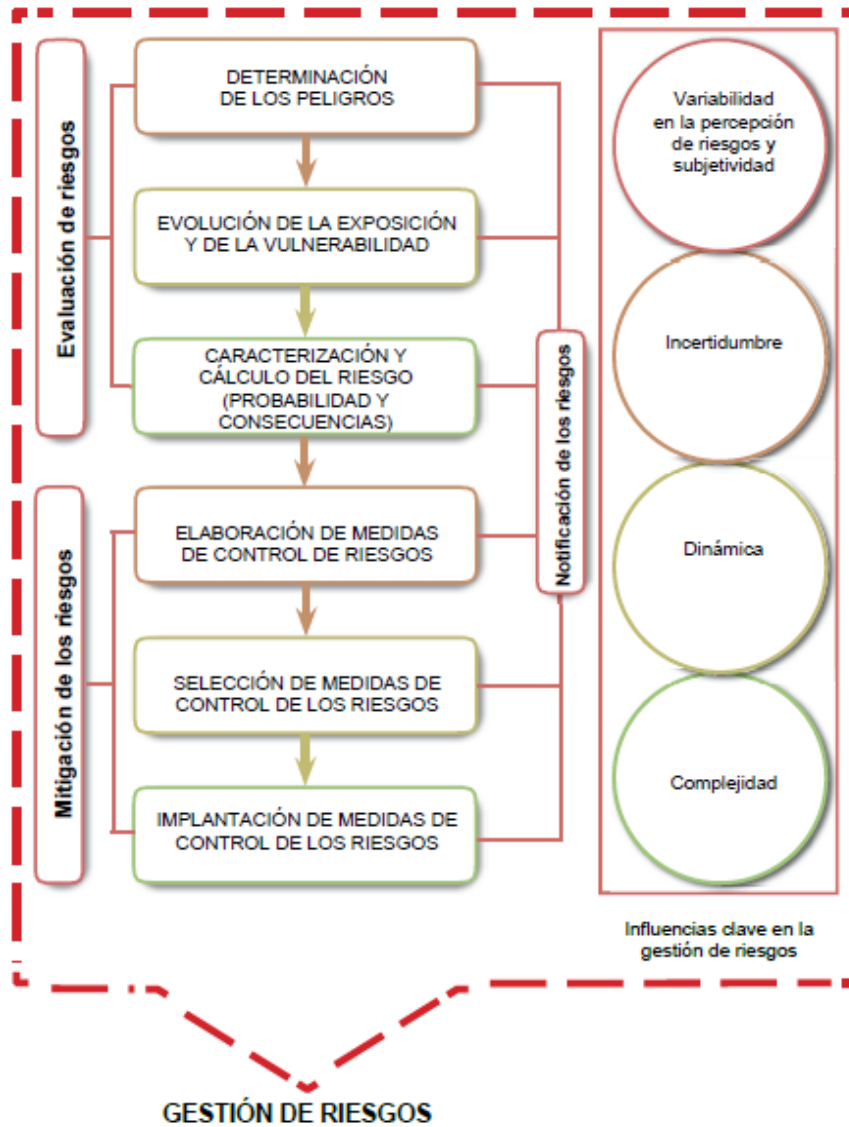 Evaluación de riesgos
DETERMINACIÓN
DE LOS PELIGROS
EVOLUCIÓN DE LA EXPOSICIÓN
Y DE LA VULNERABILIDAD
CARACTERIZACIÓN Y
CÁLCULO DEL RIESGO
(PROBABILIDAD Y
CONSECUENCIAS)
Mitigación de los riesgos
ELABORACIÓN DE MEDIDAS
DE CONTROL DE RIESGOS
SELECCIÓN DE MEDIDAS DE
CONTROL DE LOS RIESGOS
IMPLANTACIÓN DE MEDIDAS DE
CONTROL DE LOS RIESGOS
Notificación de los riesgos
Variabilidad
en la percepción
de riesgos y
subjetividad
Incertidumbre
Dinámica
Complejidad
Influencias clave en la
gestión de riesgos
GESTIÓN DE RIESGOS